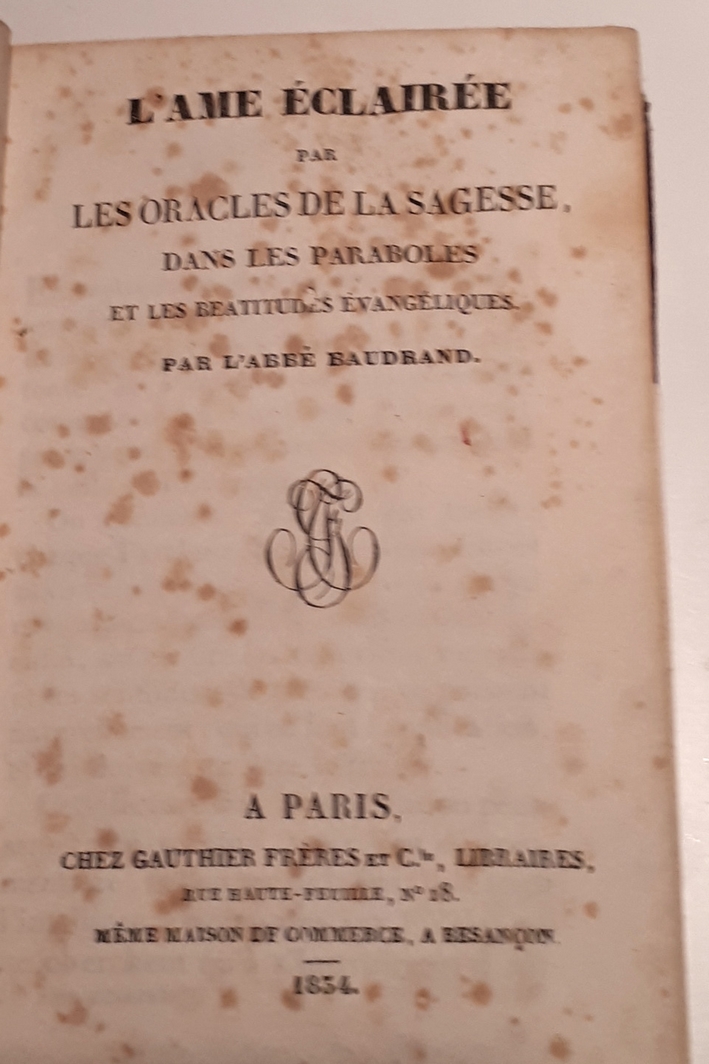 L'AME ÉCLAIRÉE
PAR
LES ORACLES DE LA SAGESSE,
DANS LES PARABOLES
ET LES BEATITUDES ÉVANGÉLIQUES.
PAR L'ABBÉ BAUDRAND.
A PARIS,
CHEZ GAUTHIER FRÈRES ET C.ie, LIBRAIRES,
RUE HAUTE-FEUILLE, No 18.
MÊME MAISON DE COMMERCE, A BESANÇON.
1834.